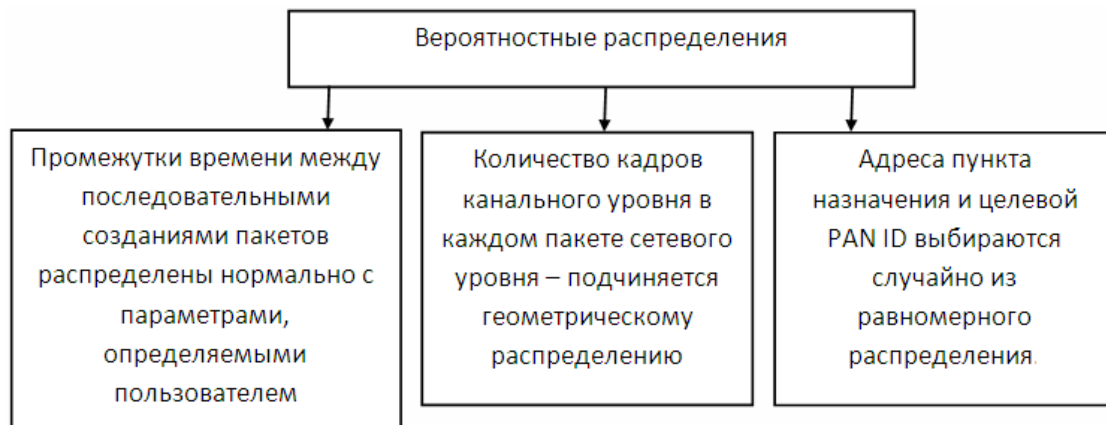 Вероятностные распределения
Промежутки времени между
последовательными
созданиями пакетов
распределены нормально с
параметрами,
определяемыми
пользователем
Количество кадров
канального уровня в
каждом пакете сетевого
уровня – подчиняется
геометрическому
распределению
Адреса пункта
назначения и целевой
PAN ID выбираются
случайно из
равномерного
распределения.